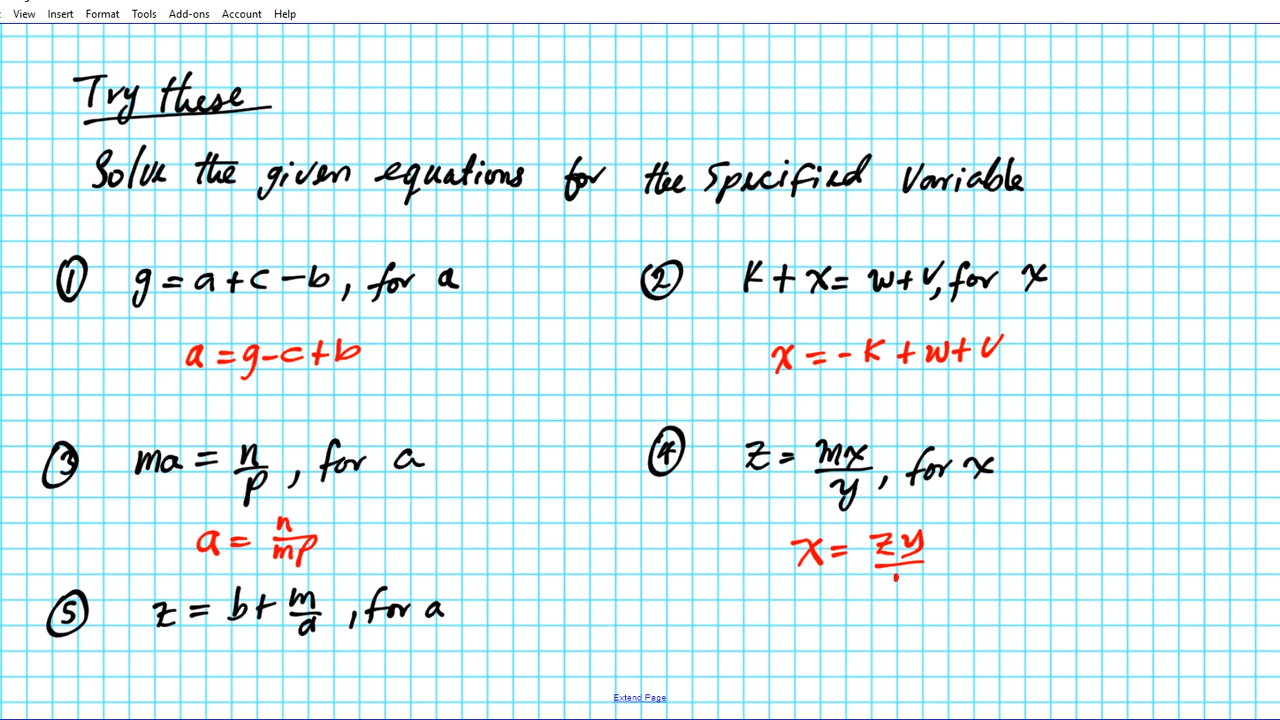 View Insert Format Tools Add-ons Account Help
Try these
Solve the given equations for the specified variable
① g = a + c - b, for a
a = g - c + b
② K + x = w + v, for x
x = - K + w + v
③ ma = n/p, for a
a = n/mp
④ z = mx/y, for x
x = zy/
⑤ z = b + m/a, for a
Extend Page